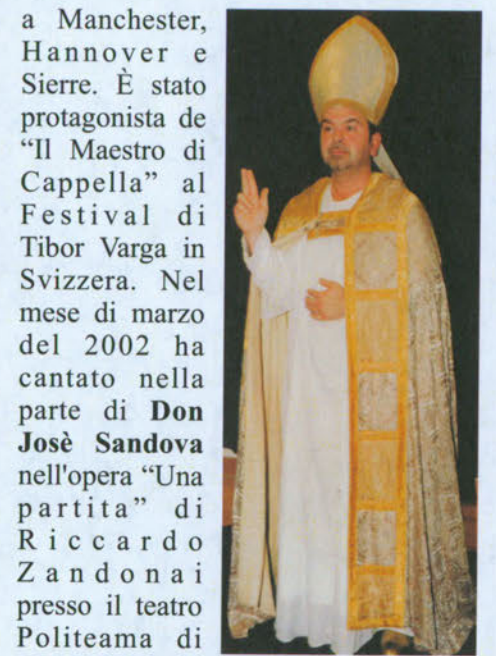 a Manchester,
Hannover e
Sierre. È stato
protagonista de
“Il Maestro di
Cappella” al
Festival di
Tibor Varga in
Svizzera. Nel
mese di marzo
del 2002 ha
cantato nella
parte di Don
Josè Sandova
nell'opera “Una
partita” di
Riccardo
Zandonai
presso il teatro
Politeama di